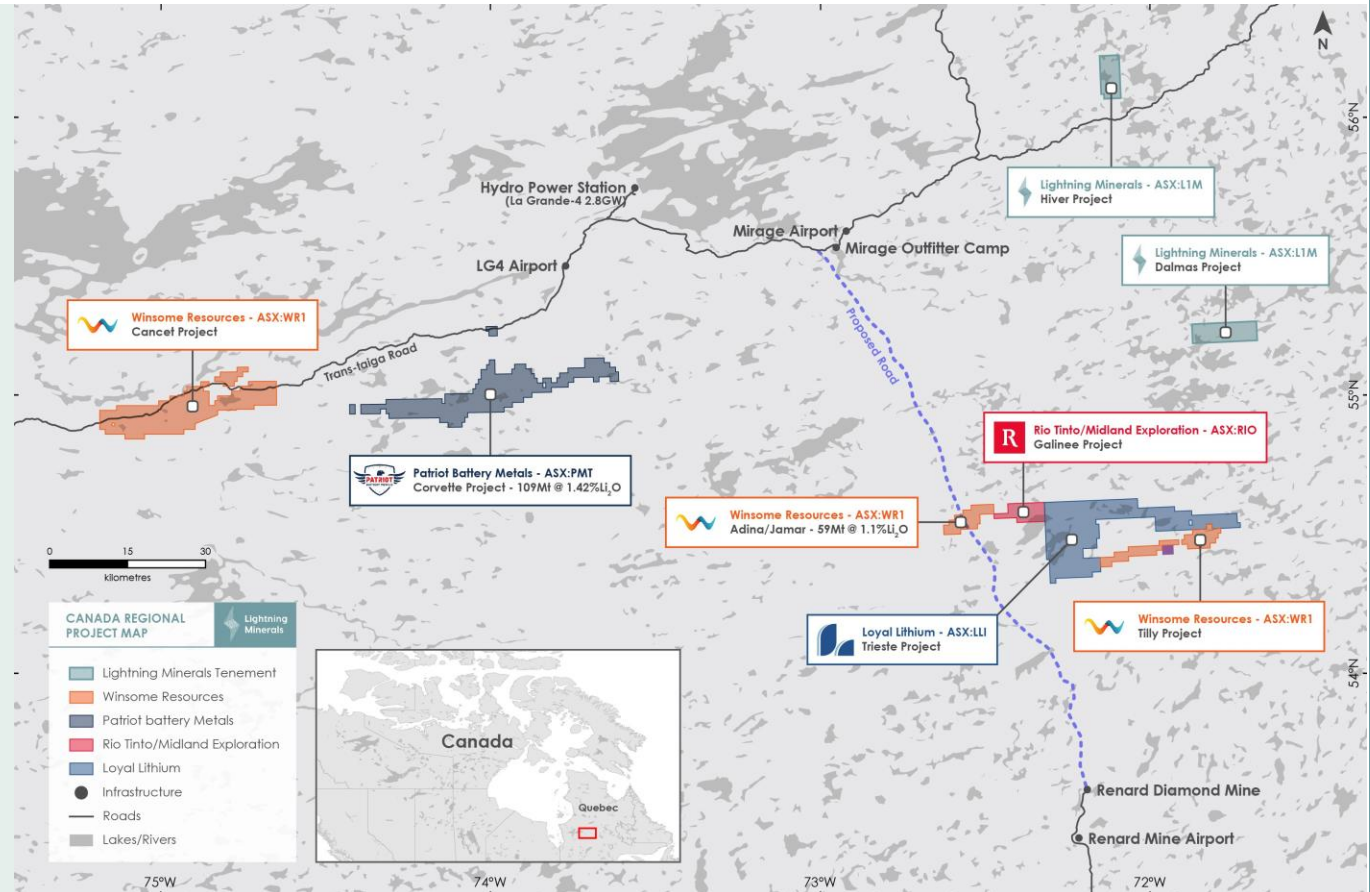 N
56°N
55°N
54°N
75°W
74°W
73°W
72°W
Hydro Power Station
(La Grande-4 2.8GW)
LG4 Airport
Mirage Airport
Mirage Outfitter Camp
Trans-taiga Road
Proposed Road
Renard Diamond Mine
Renard Mine Airport
Lightning Minerals - ASX:L1M
Hiver Project
Lightning Minerals - ASX:L1M
Dalmas Project
Winsome Resources - ASX:WR1
Cancet Project
PATRIOT
Patriot Battery Metals - ASX:PMT
Corvette Project - 109Mt @ 1.42%Li₂O
R
Rio Tinto/Midland Exploration - ASX:RIO
Galinee Project
Winsome Resources - ASX:WR1
Adina/Jamar - 59Mt @ 1.1%Li₂O
Loyal Lithium - ASX:LLI
Trieste Project
Winsome Resources - ASX:WR1
Tilly Project
0 15 30
kilometres
CANADA REGIONAL
PROJECT MAP
Lightning
Minerals
Lightning Minerals Tenement
Winsome Resources
Patriot battery Metals
Rio Tinto/Midland Exploration
Loyal Lithium
Infrastructure
Roads
Lakes/Rivers
Canada
Quebec